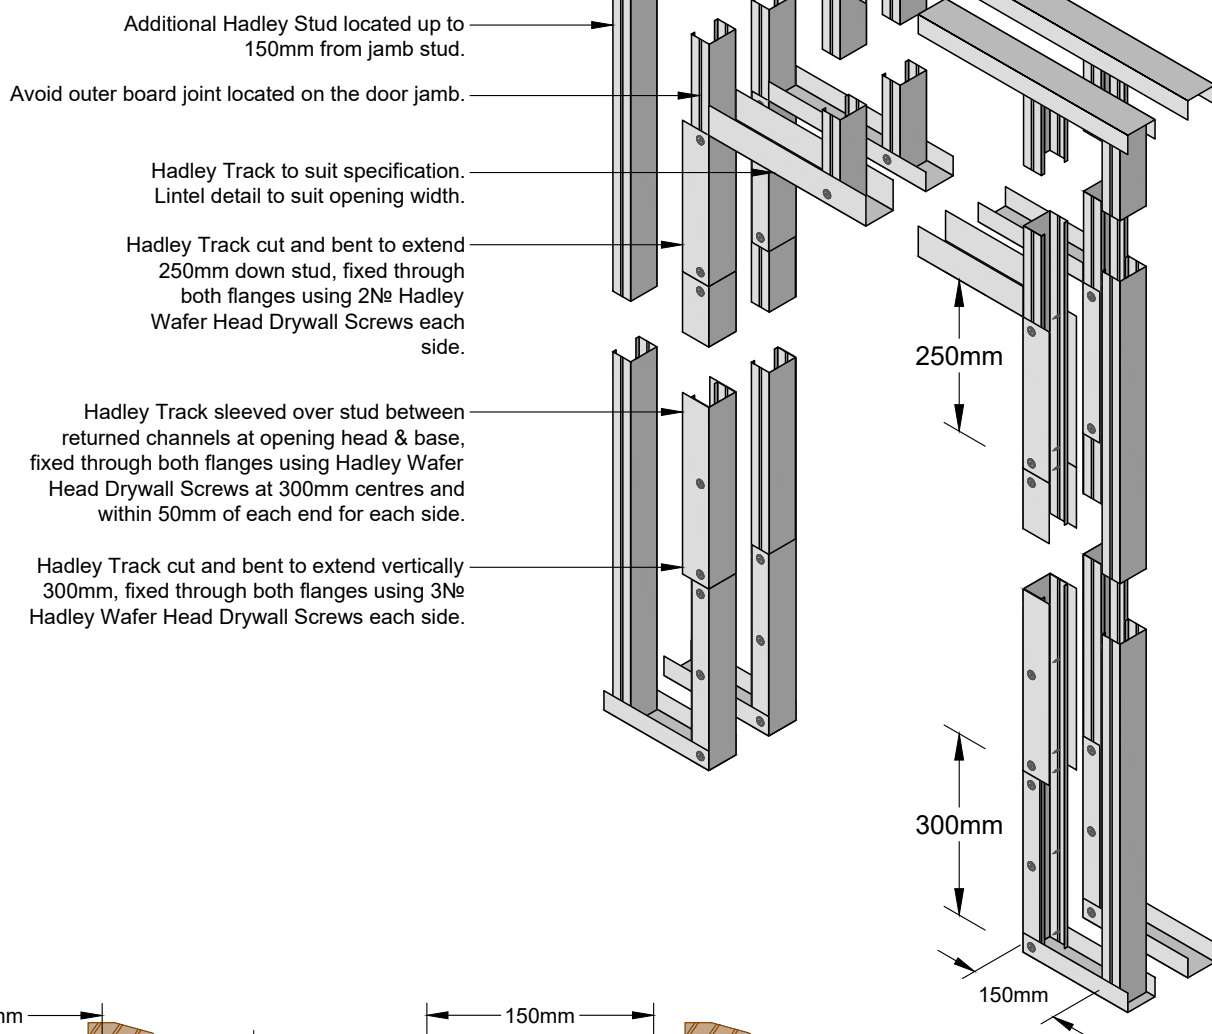 Additional Hadley Stud located up to
150mm from jamb stud.
Avoid outer board joint located on the door jamb.
Hadley Track to suit specification.
Lintel detail to suit opening width.
Hadley Track cut and bent to extend
250mm down stud, fixed through
both flanges using 2№ Hadley
Wafer Head Drywall Screws each
side.
250mm
Hadley Track sleeved over stud between
returned channels at opening head & base,
fixed through both flanges using Hadley Wafer
Head Drywall Screws at 300mm centres and
within 50mm of each end for each side.
Hadley Track cut and bent to extend vertically
300mm, fixed through both flanges using 3№
Hadley Wafer Head Drywall Screws each side.
300mm
150mm
150mm